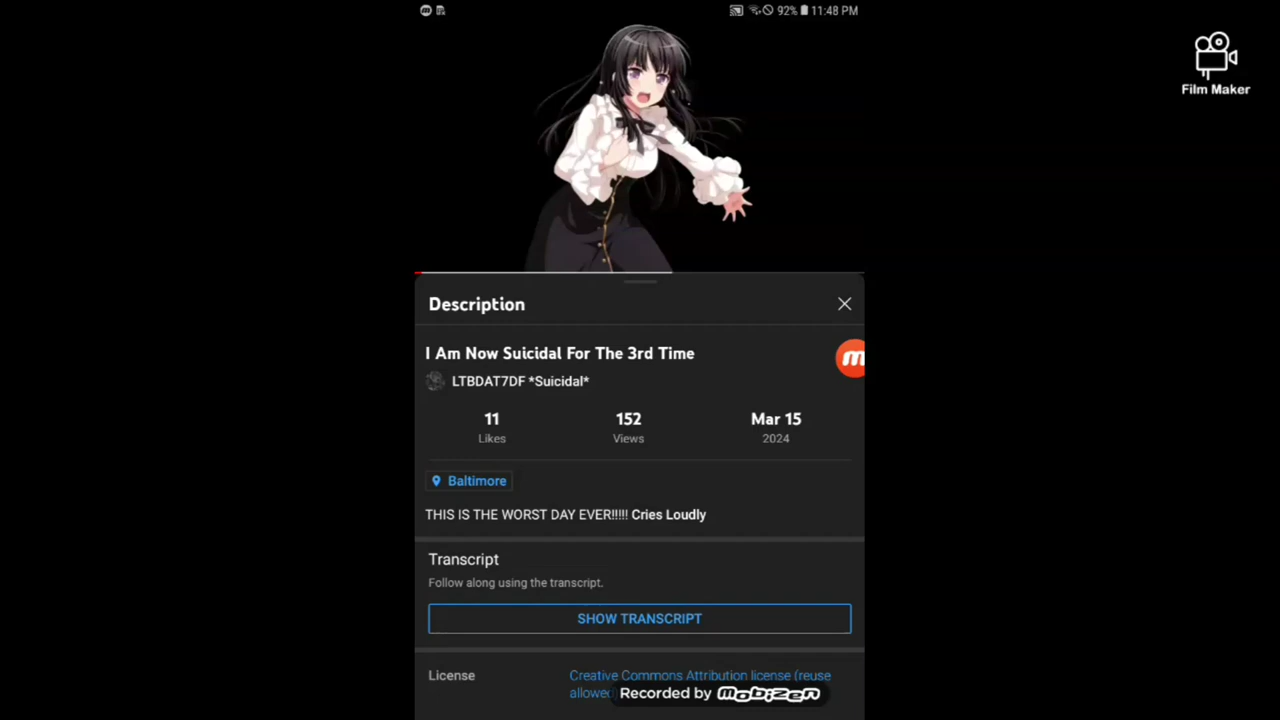 92% 11:48 PM
Film Maker
Description
I Am Now Suicidal For The 3rd Time
LTBDAT7DF *Suicidal*
11 152 Mar 15
Likes Views 2024
Baltimore
THIS IS THE WORST DAY EVER!!!!! Cries Loudly
Transcript
Follow along using the transcript.
SHOW TRANSCRIPT
License Creative Commons Attribution license (reuse
allowed
Recorded by mobizen